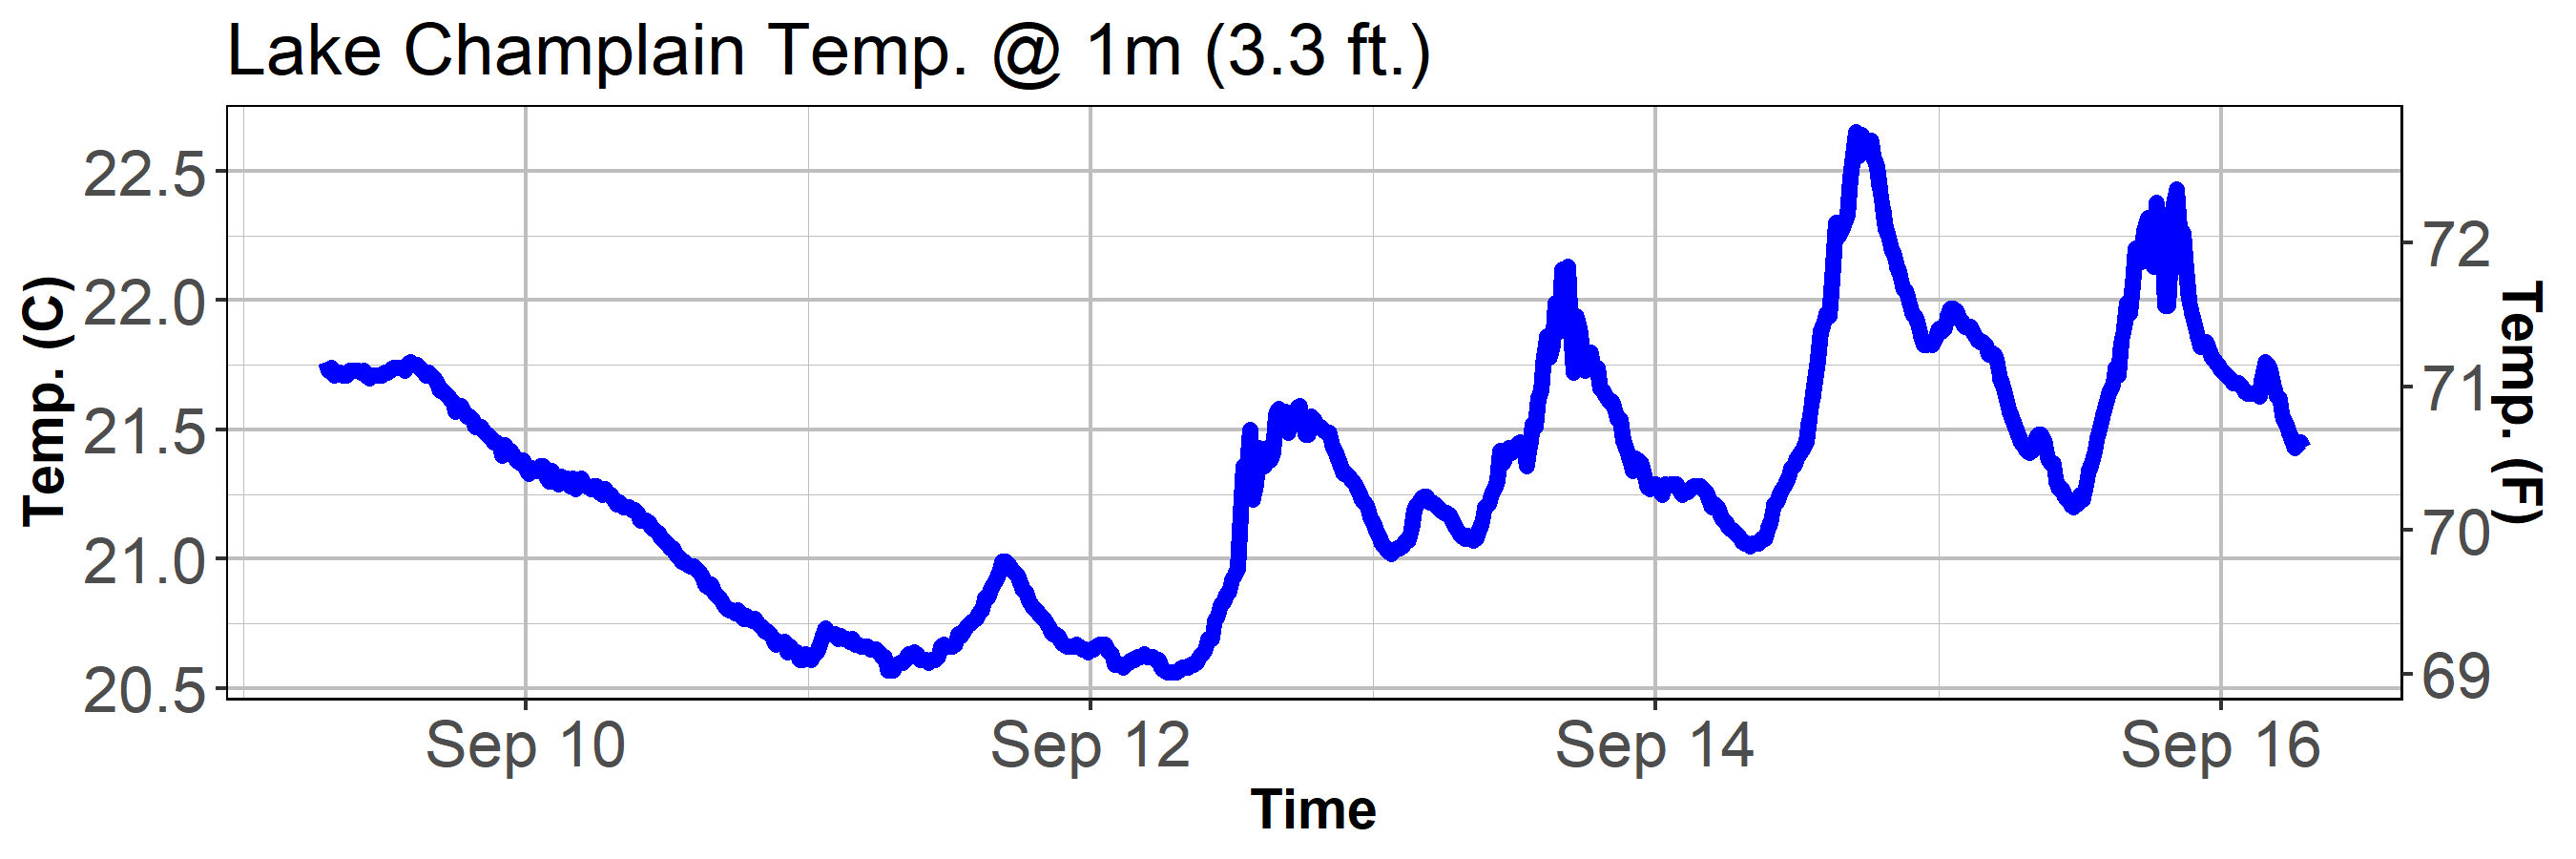 Lake Champlain Temp. @ 1m (3.3 ft.)
Temp. (C)
22.5
22.0
21.5
21.0
20.5
72
71
70
69
Temp. (F)
Sep 10 Sep 12 Sep 14 Sep 16
Time